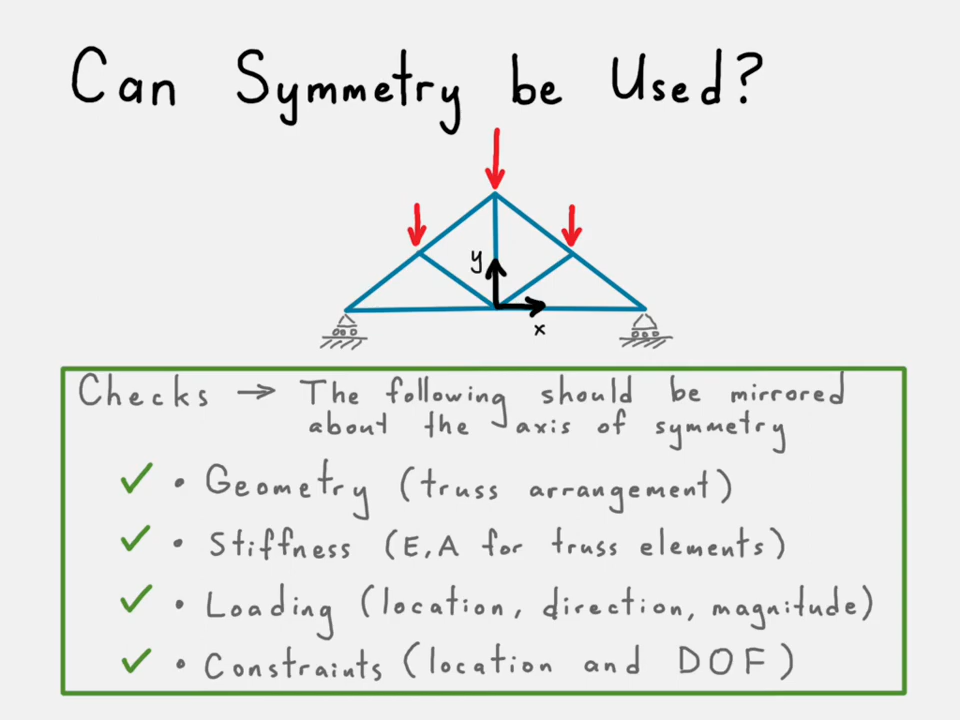 Can Symmetry be Used?
y
x
Checks → The following should be mirrored
about the axis of symmetry
✓ • Geometry (truss arrangement)
✓ • Stiffness (E, A for truss elements)
✓ • Loading (location, direction, magnitude)
✓ • Constraints (location and DOF)